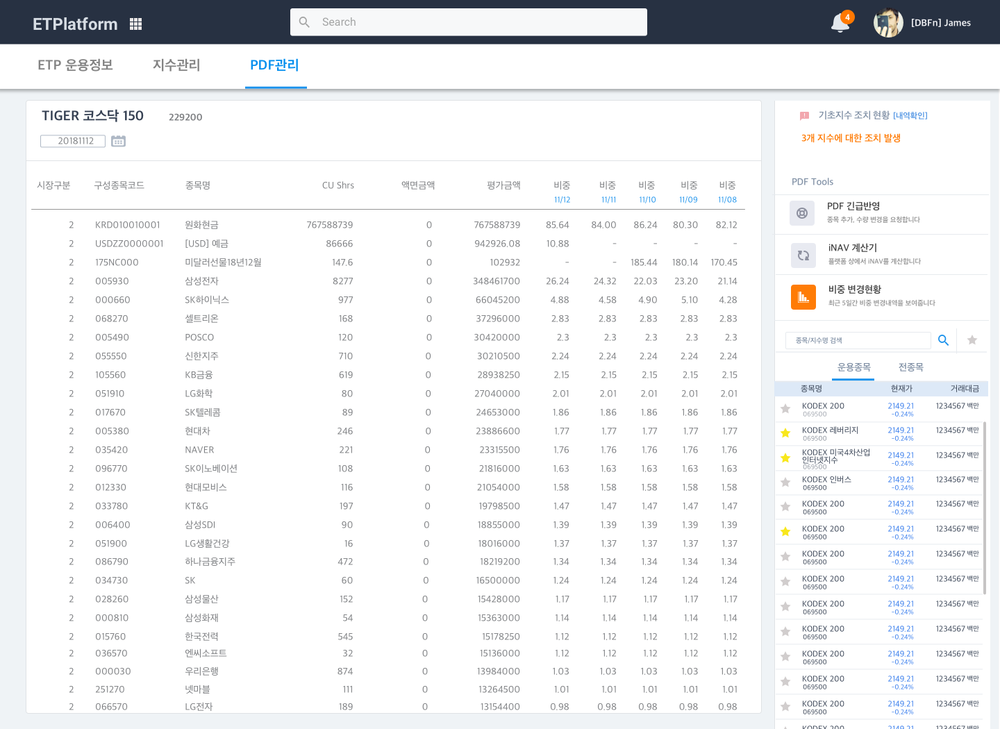 ETPlatform
Search
4
[DBFn] James
ETP 운용정보 지수관리 PDF관리
TIGER 코스닥 150 229200
20181112
시장구분 구성종목코드 종목명 CU Shrs 액면금액 평가금액 비중 비중 비중 비중 비중
11/12 11/11 11/10 11/09 11/08
2 KRD010010001 원화현금 767588739 0 767588739 85.64 84.00 86.24 80.30 82.12
2 USDZZ0000001 [USD] 예금 86666 0 942926.08 10.88 - - - -
2 175NC000 미달러선물18년12월 147.6 0 102932 - - 185.44 180.14 170.45
2 005930 삼성전자 8277 0 348461700 26.24 24.32 22.03 23.20 21.14
2 000660 SK하이닉스 977 0 66045200 4.88 4.58 4.90 5.10 4.28
2 068270 셀트리온 168 0 37296000 2.83 2.83 2.83 2.83 2.83
2 005490 POSCO 120 0 30420000 2.3 2.3 2.3 2.3 2.3
2 055550 신한지주 710 0 30210500 2.24 2.24 2.24 2.24 2.24
2 105560 KB금융 619 0 28938250 2.15 2.15 2.15 2.15 2.15
2 051910 LG화학 80 0 27040000 2.01 2.01 2.01 2.01 2.01
2 017670 SK텔레콤 89 0 24653000 1.86 1.86 1.86 1.86 1.86
2 005380 현대차 246 0 23886600 1.77 1.77 1.77 1.77 1.77
2 035420 NAVER 221 0 23315500 1.76 1.76 1.76 1.76 1.76
2 096770 SK이노베이션 108 0 21816000 1.63 1.63 1.63 1.63 1.63
2 012330 현대모비스 116 0 21054000 1.58 1.58 1.58 1.58 1.58
2 033780 KT&G 197 0 19798500 1.47 1.47 1.47 1.47 1.47
2 006400 삼성SDI 90 0 18855000 1.39 1.39 1.39 1.39 1.39
2 051900 LG생활건강 16 0 18016000 1.37 1.37 1.37 1.37 1.37
2 086790 하나금융지주 472 0 18219200 1.34 1.34 1.34 1.34 1.34
2 034730 SK 60 0 16500000 1.24 1.24 1.24 1.24 1.24
2 028260 삼성물산 152 0 15428000 1.17 1.17 1.17 1.17 1.17
2 000810 삼성화재 54 0 15363000 1.14 1.14 1.14 1.14 1.14
2 015760 한국전력 545 0 15178250 1.12 1.12 1.12 1.12 1.12
2 036570 엔씨소프트 32 0 15136000 1.12 1.12 1.12 1.12 1.12
2 000030 우리은행 874 0 13984000 1.03 1.03 1.03 1.03 1.03
2 251270 넷마블 111 0 13264500 1.01 1.01 1.01 1.01 1.01
2 066570 LG전자 189 0 13154400 0.98 0.98 0.98 0.98 0.98
기초지수 조치 현황 [내역확인]
3개 지수에 대한 조치 발생
PDF Tools
PDF 긴급반영
종목 추가, 수량 변경을 요청합니다
iNAV 계산기
플랫폼 상에서 iNAV를 계산합니다
비중 변경현황
최근 5일간 비중 변경내역을 보여줍니다
종목/지수명 검색
운용종목 전종목
종목명 현재가 거래대금
KODEX 200 2149.21 1234567 백만
069500 -0.24%
KODEX 레버리지 2149.21 1234567 백만
069500 -0.24%
KODEX 미국4차산업 2149.21 1234567 백만
인터넷지수 -0.24%
069500
KODEX 인버스 2149.21 1234567 백만
069500 -0.24%
KODEX 200 2149.21 1234567 백만
069500 -0.24%
KODEX 200 2149.21 1234567 백만
069500 -0.24%
KODEX 200 2149.21 1234567 백만
069500 -0.24%
KODEX 200 2149.21 1234567 백만
069500 -0.24%
KODEX 200 2149.21 1234567 백만
069500 -0.24%
KODEX 200 2149.21 1234567 백만
069500 -0.24%
KODEX 200 2149.21 1234567 백만
069500 -0.24%
KODEX 200 2149.21 1234567 백만
069500 -0.24%
KODEX 200 2149.21 1234567 백만
069500 -0.24%
KODEX 200 2149.21 1234567 백만